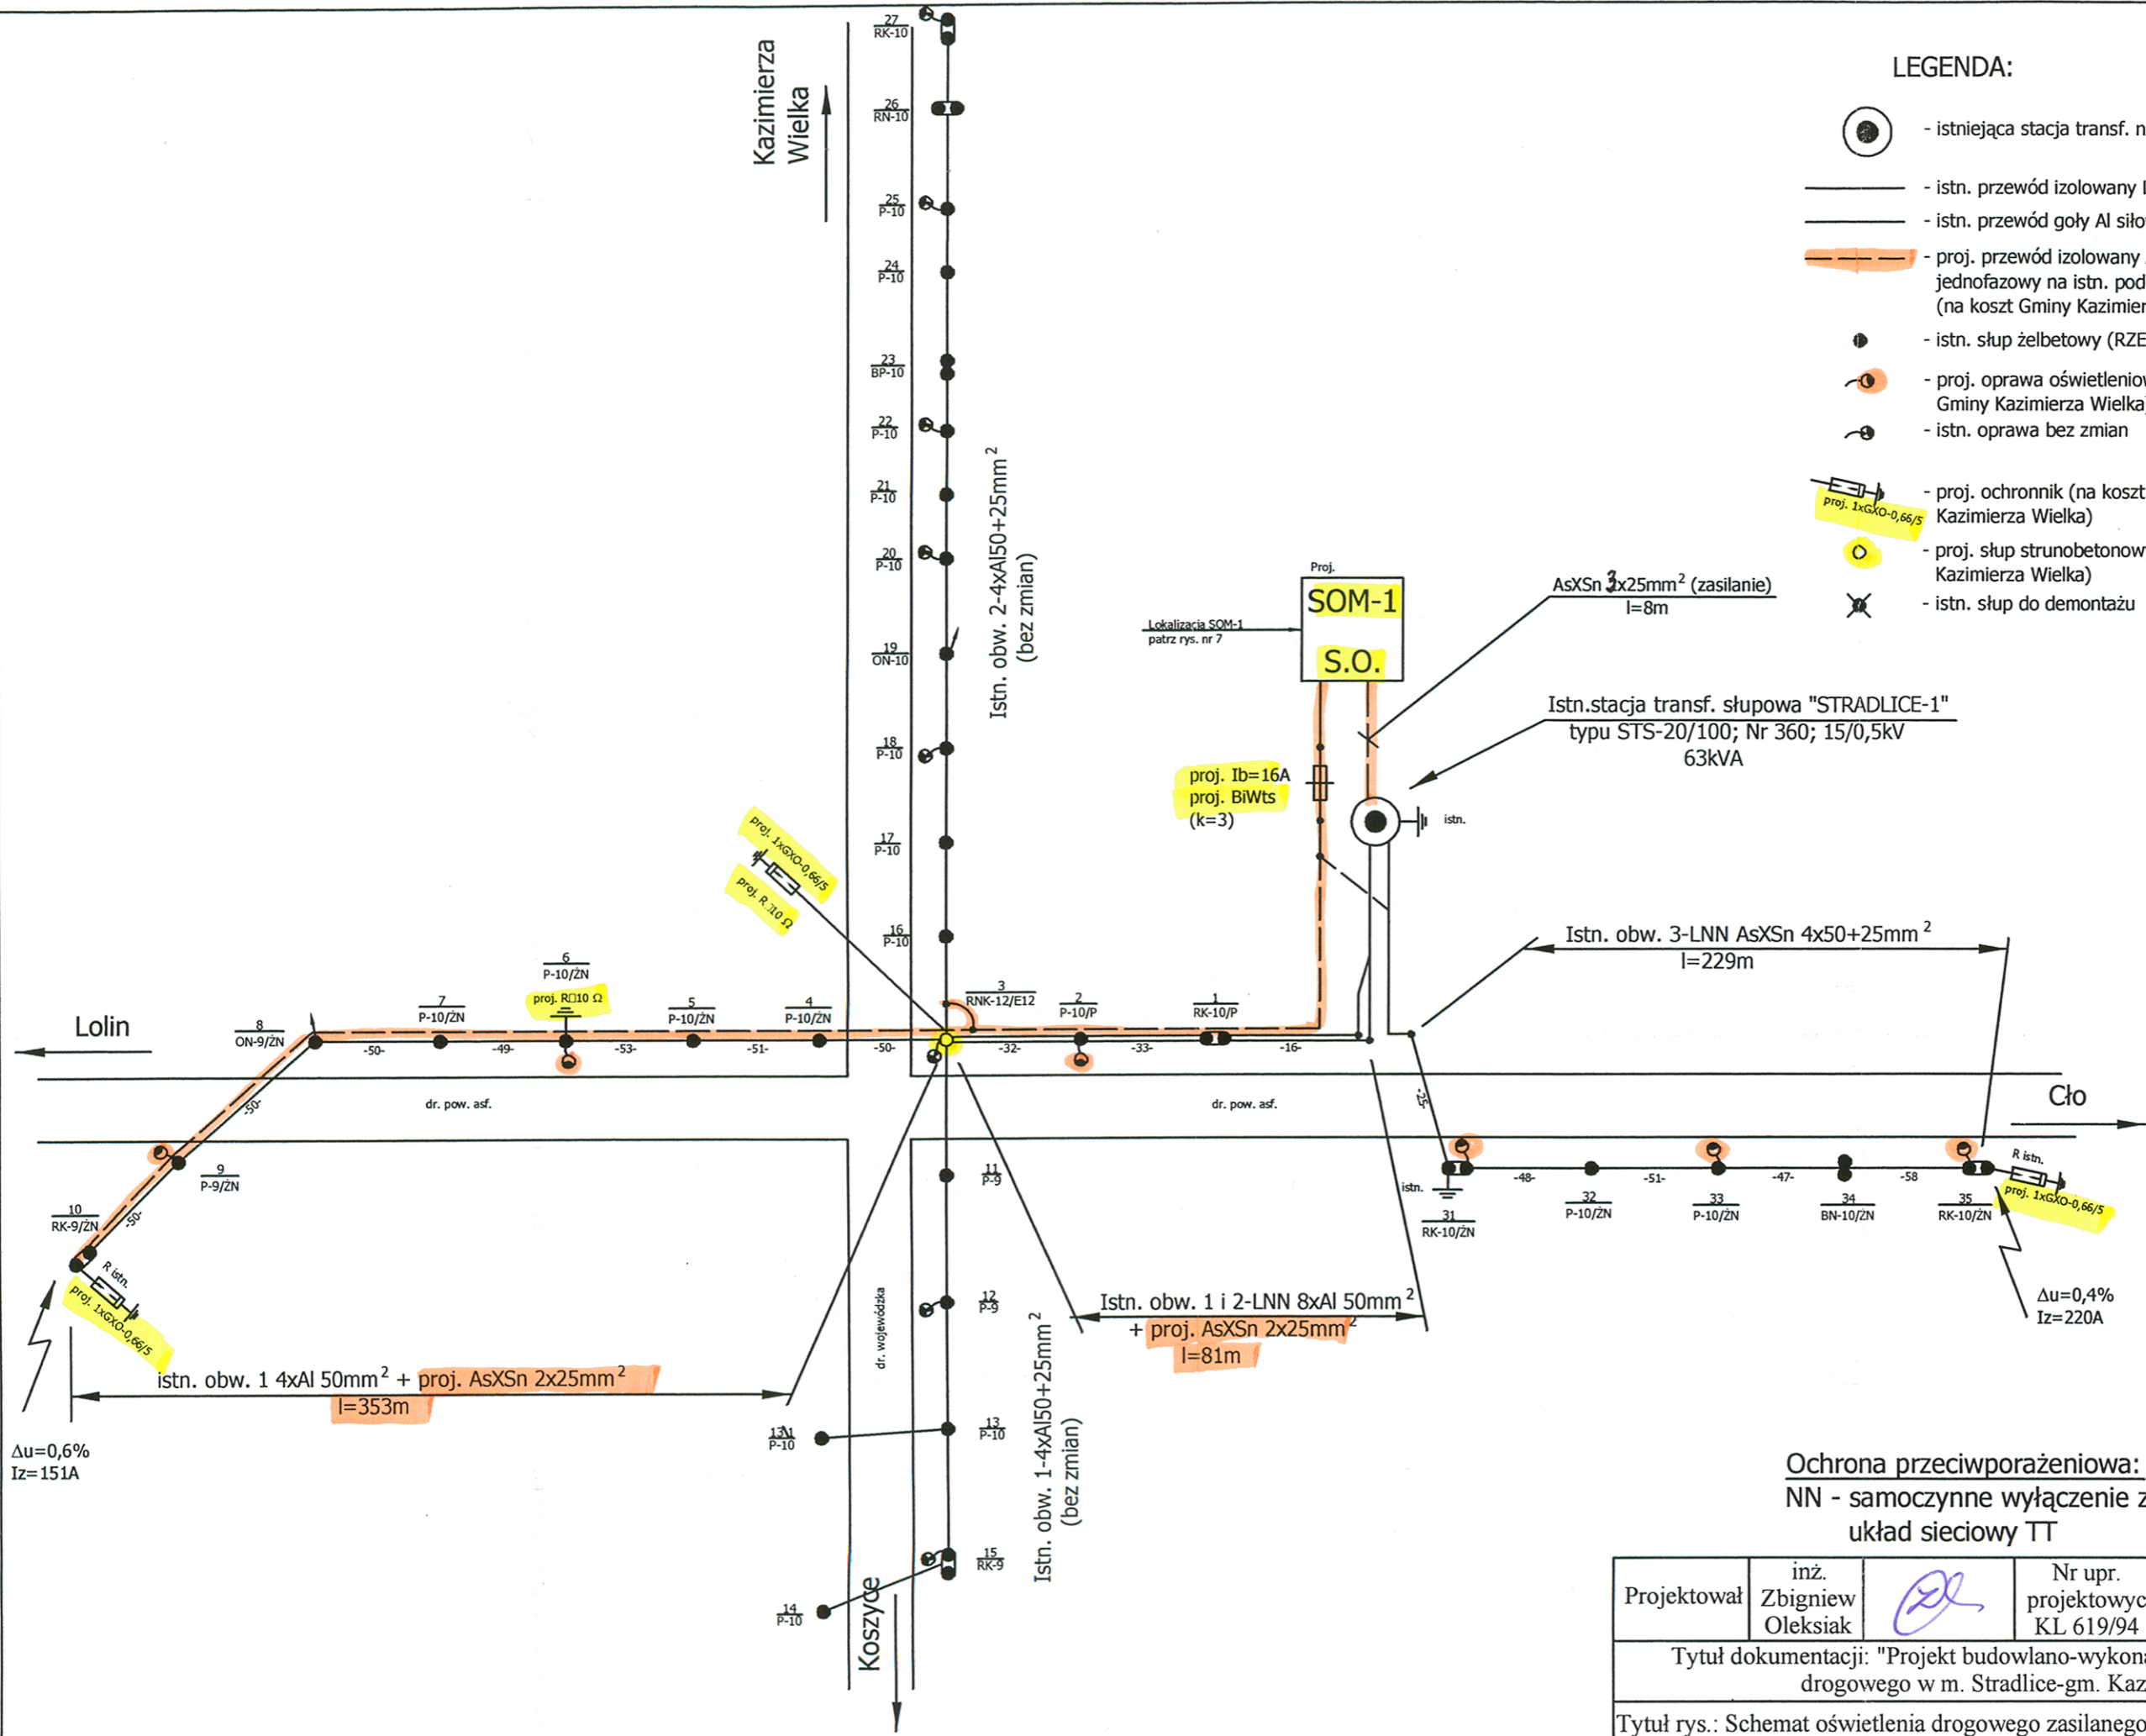 Kazimierza
Wielka
27
RK-10
26
RN-10
25
P-10
24
P-10
23
BP-10
22
P-10
21
P-10
20
P-10
19
ON-10
18
P-10
17
P-10
16
P-10
Istn. obw. 2-4xAl50+25mm²
(bez zmian)
LEGENDA:
- istniejąca stacja transf. n
- istn. przewód izolowany
- istn. przewód goły Al siło
- proj. przewód izolowany
jednofazowy na istn. pod
(na koszt Gminy Kazimier
- istn. słup żelbetowy (RZE
- proj. oprawa oświetleniow
Gminy Kazimierza Wielka
- istn. oprawa bez zmian
proj. 1xGXO-0,66/5
- proj. ochronnik (na koszt
Kazimierza Wielka)
- proj. słup strunobetonow
Kazimierza Wielka)
- istn. słup do demontażu
Proj.
SOM-1
S.O.
Lokalizacja SOM-1
patrz rys. nr 7
AsXSn 3x25mm² (zasilanie)
l=8m
Istn.stacja transf. słupowa "STRADLICE-1"
typu STS-20/100; Nr 360; 15/0,5kV
63kVA
proj. Ib=16A
proj. BiWts
(k=3)
istn.
proj. 1xGXO-0,66/5
proj. R□10 Ω
Istn. obw. 3-LNN AsXSn 4x50+25mm²
l=229m
Lolin
8
ON-9/ŻN
7
P-10/ŻN
6
P-10/ŻN
proj. R□10 Ω
5
P-10/ŻN
4
P-10/ŻN
3
RNK-12/E12
2
P-10/P
1
RK-10/P
-50-
-49-
-53-
-51-
-50-
-32-
-33-
-16-
dr. pow. asf.
dr. pow. asf.
Cło
-50-
9
P-9/ŻN
-50-
10
RK-9/ŻN
R istn.
proj. 1xGXO-0,66/5
-25-
istn.
31
RK-10/ŻN
-48-
32
P-10/ŻN
-51-
33
P-10/ŻN
-47-
34
BN-10/ŻN
-58
35
RK-10/ŻN
R istn.
proj. 1xGXO-0,66/5
Δu=0,4%
Iz=220A
11
P-9
12
P-9
13
P-10
P-10
15
RK-9
14
P-10
dr. wojewódzka
Istn. obw. 1-4xAl50+25mm²
(bez zmian)
Istn. obw. 1 i 2-LNN 8xAl 50mm²
+ proj. AsXSn 2x25mm²
l=81m
istn. obw. 1 4xAl 50mm² + proj. AsXSn 2x25mm²
l=353m
Δu=0,6%
Iz=151A
Koszyce
Ochrona przeciwporażeniowa:
NN - samoczynne wyłączenie z
układ sieciowy TT
Projektował
inż.
Zbigniew
Oleksiak
Nr upr.
projektowyc
KL 619/94
Tytuł dokumentacji: "Projekt budowlano-wykona
drogowego w m. Stradlice-gm. Kaz
Tytuł rys.: Schemat oświetlenia drogowego zasilanego